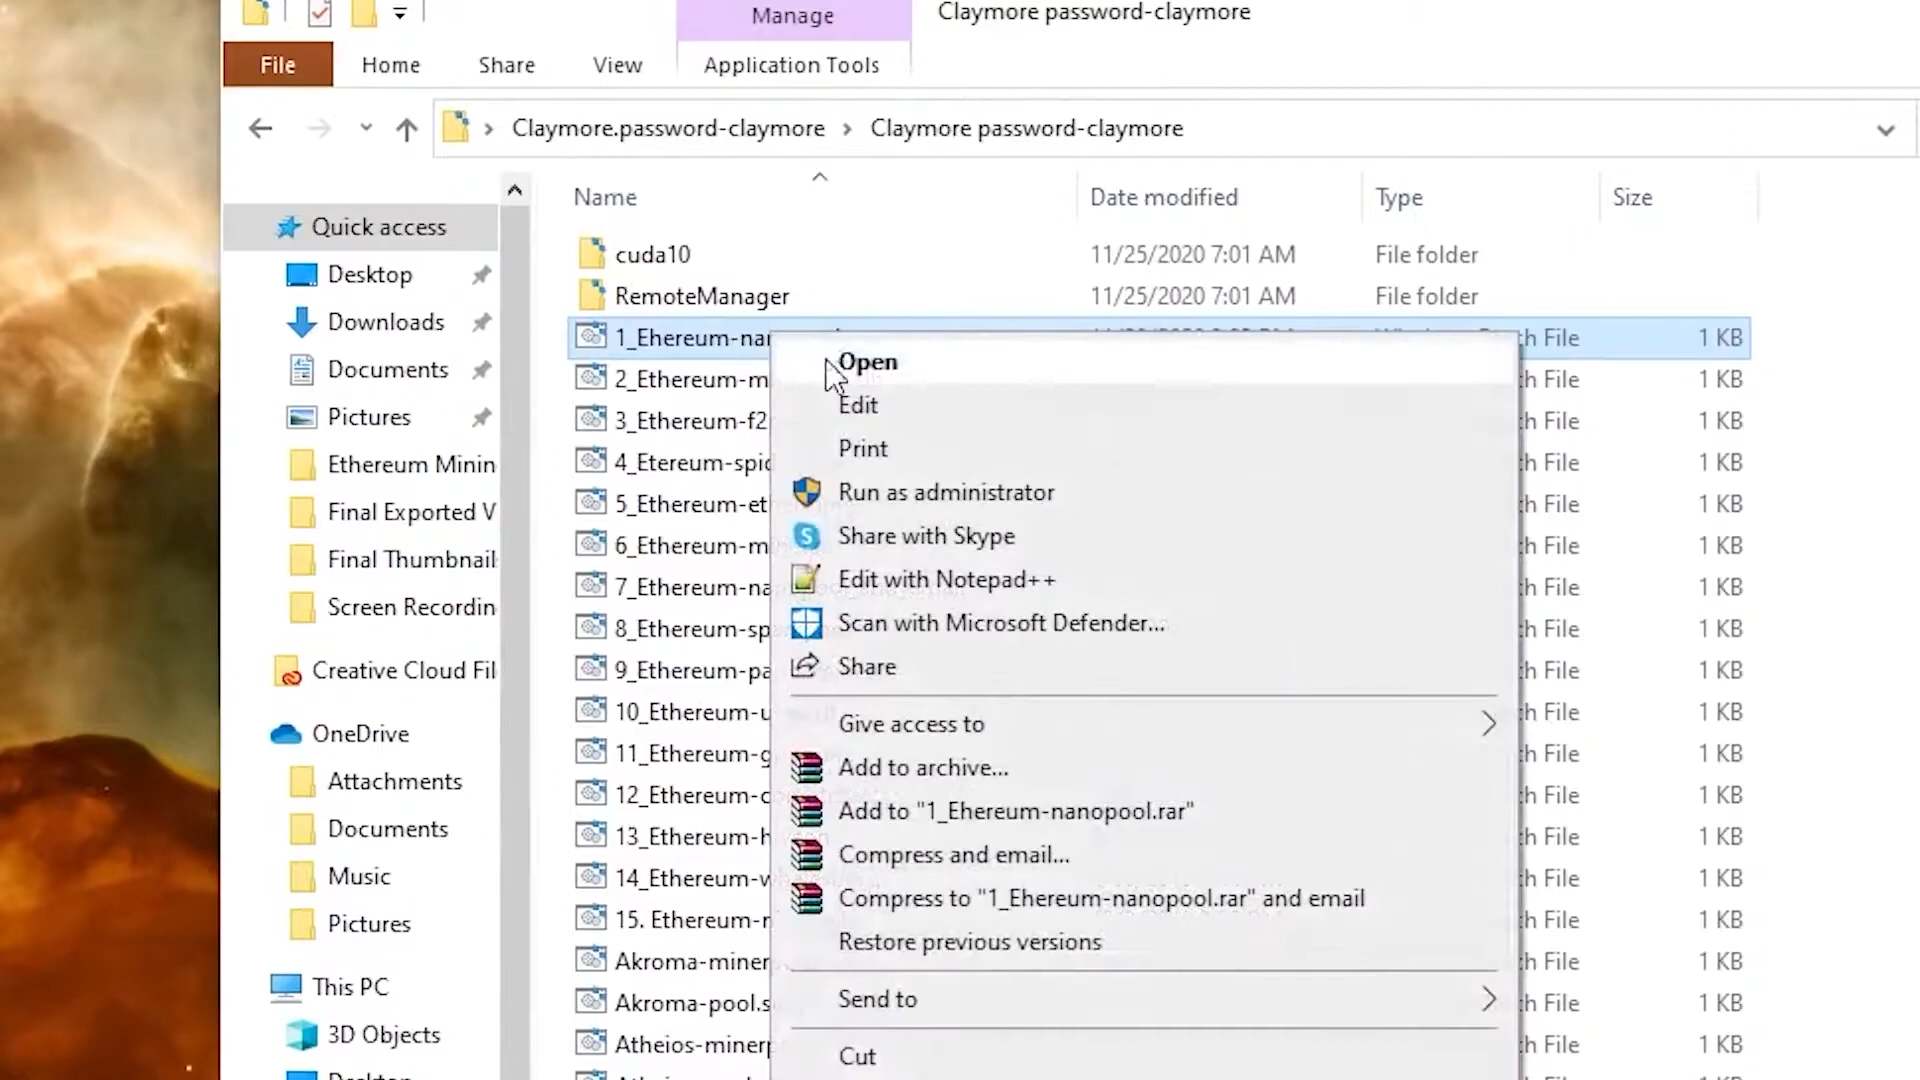 Manage
Claymore password-claymore
File
Home
Share
View
Application Tools
Claymore.password-claymore
Claymore password-claymore
Name
Date modified
Type
Size
Quick access
Desktop
Downloads
Documents
Pictures
Ethereum Minin
Final Exported V
Final Thumbnail
Screen Recordin
Creative Cloud Fil
OneDrive
Attachments
Documents
Music
Pictures
This PC
3D Objects
Desktop
cuda10 11/25/2020 7:01 AM File folder
RemoteManager 11/25/2020 7:01 AM File folder
1_Ehereum-nan File 1 KB
2_Ethereum-m h File 1 KB
3_Ethereum-f2 h File 1 KB
4_Etereum-spid h File 1 KB
5_Ethereum-et h File 1 KB
6_Ethereum-m h File 1 KB
7_Ethereum-na h File 1 KB
8_Ethereum-sp h File 1 KB
9_Ethereum-pa h File 1 KB
10_Ethereum-u h File 1 KB
11_Ethereum-g h File 1 KB
12_Ethereum-c h File 1 KB
13_Ethereum-h h File 1 KB
14_Ethereum-w h File 1 KB
15. Ethereum-r h File 1 KB
Akroma-minerp h File 1 KB
Akroma-pool.s h File 1 KB
Atheios-minerp h File 1 KB
Open
Edit
Print
Run as administrator
Share with Skype
Edit with Notepad++
Scan with Microsoft Defender...
Share
Give access to
Add to archive...
Add to "1_Ehereum-nanopool.rar"
Compress and email...
Compress to "1_Ehereum-nanopool.rar" and email
Restore previous versions
Send to
Cut